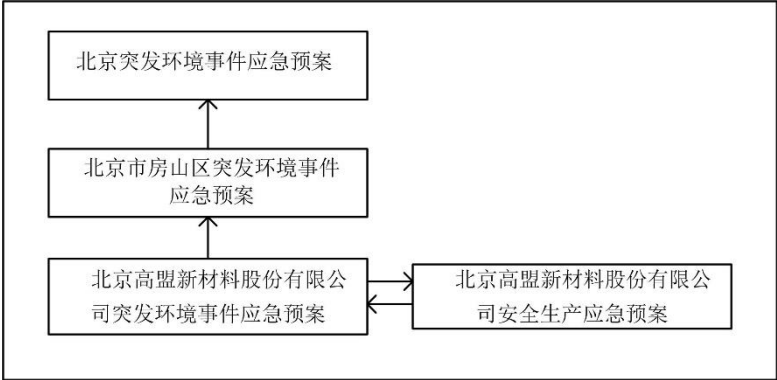 北京突发环境事件应急预案
北京市房山区突发环境事件
应急预案
北京高盟新材料股份有限公
司突发环境事件应急预案
北京高盟新材料股份有限公
司安全生产应急预案